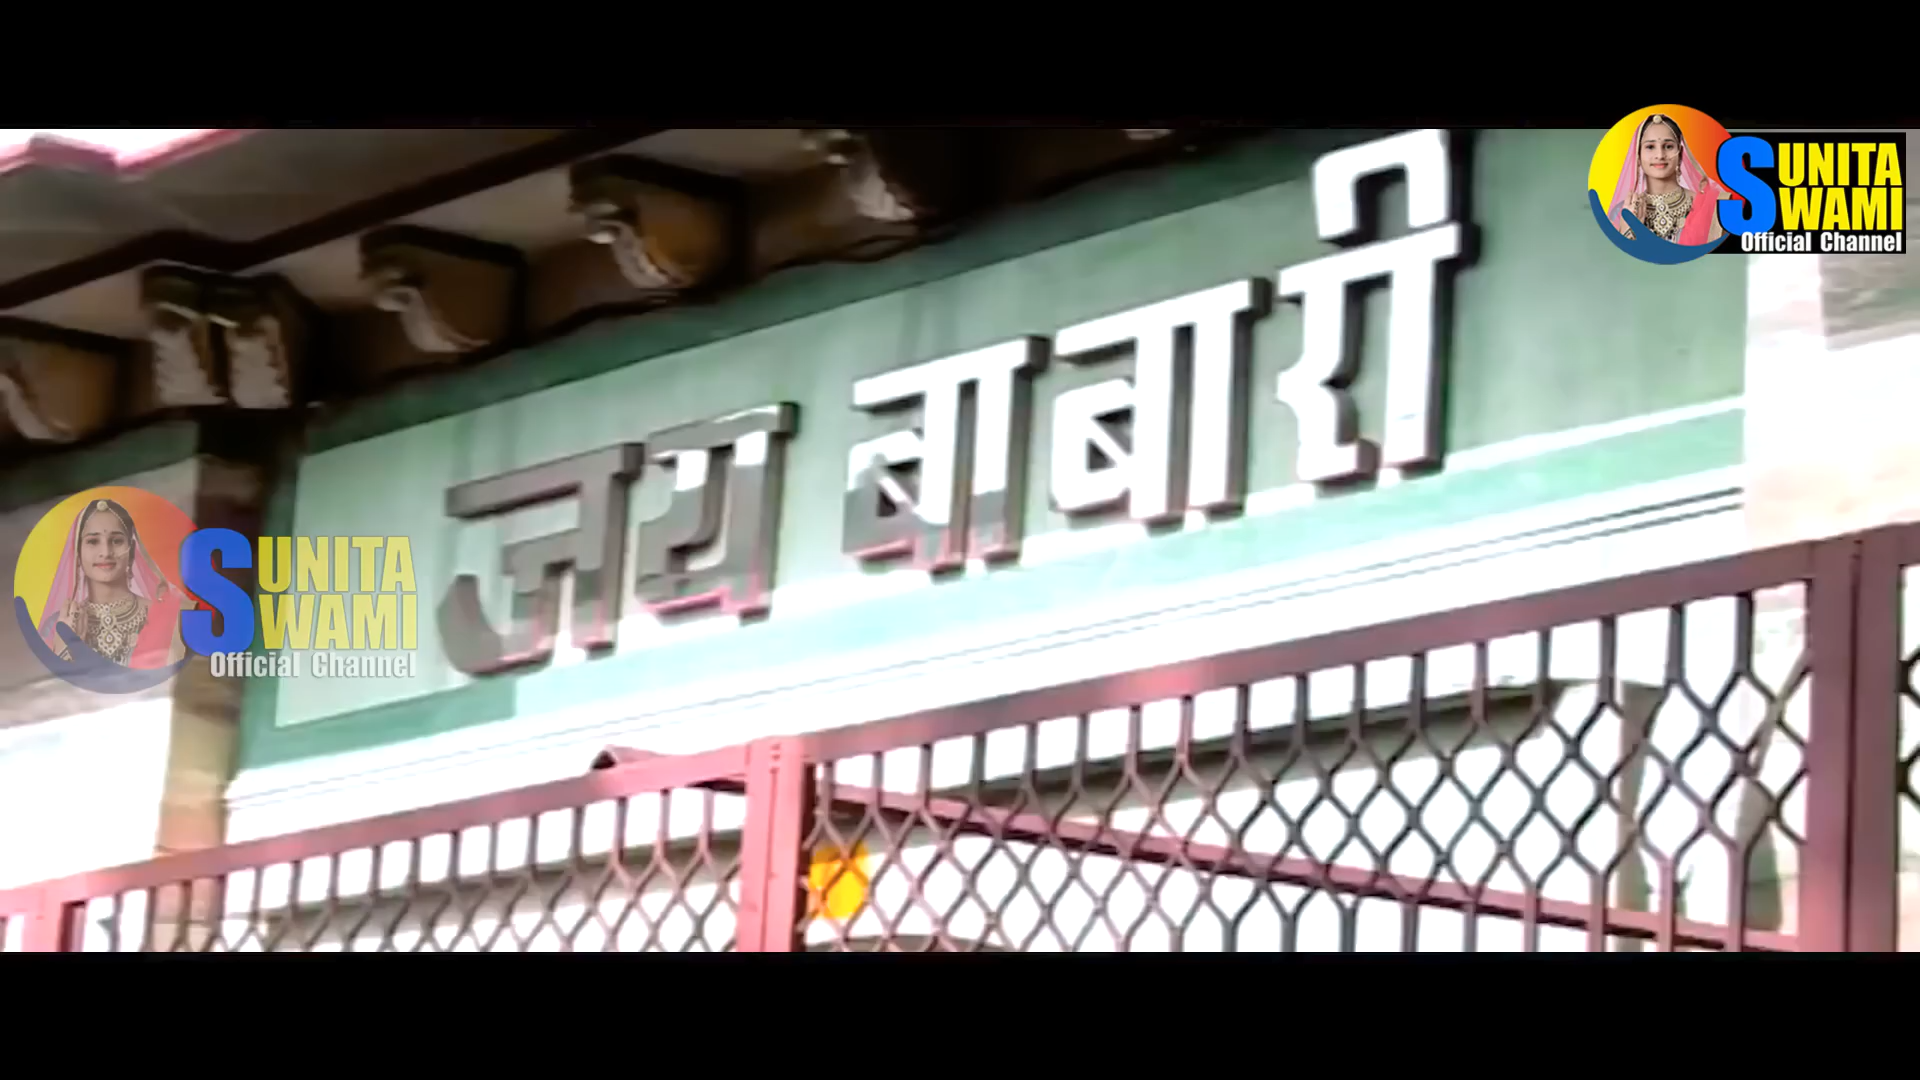 SUNITA
SWAMI
Official Channel
जय बाबारी
SUNITA
SWAMI
Official Channel